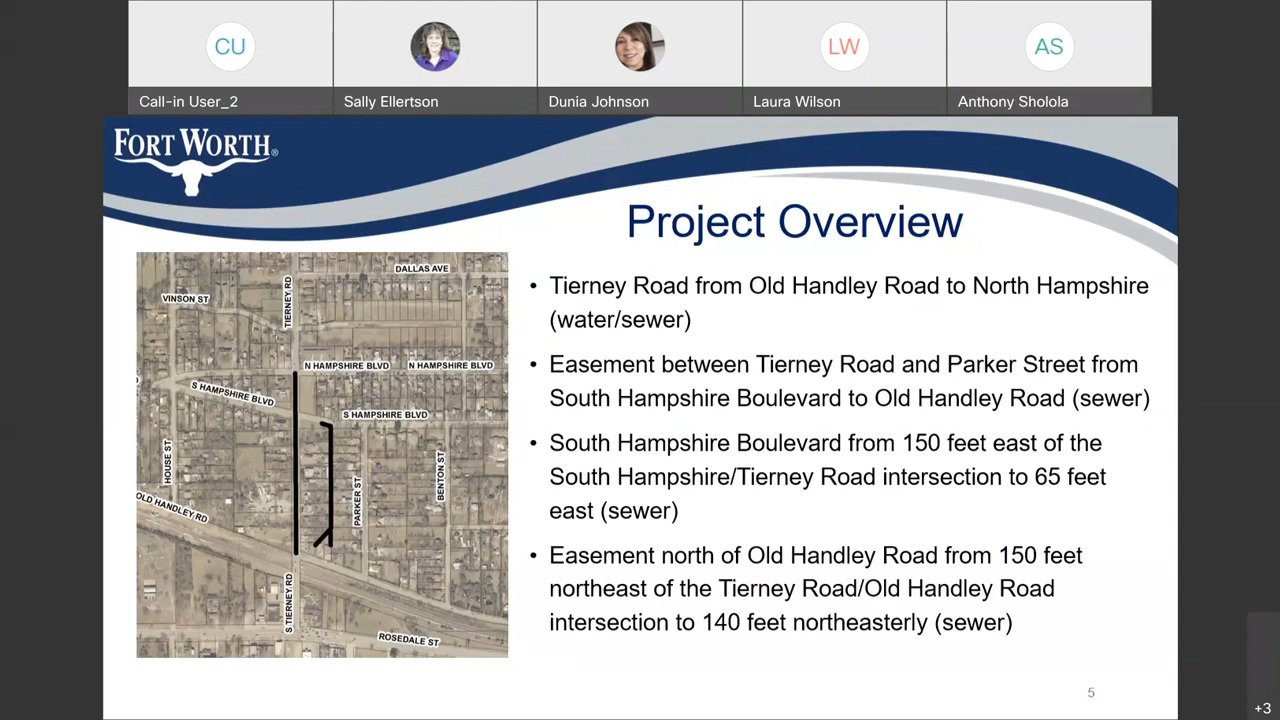 CU
LW
AS
Call-in User_2
Sally Ellertson
Dunia Johnson
Laura Wilson
Anthony Sholola
FORT WORTH®
Project Overview
DALLAS AVE
VINSON ST
TIERNEY RD
N HAMPSHIRE BLVD
N HAMPSHIRE BLVD
S HAMPSHIRE BLVD
S HAMPSHIRE BLVD
HOUSE ST
BENTON ST
PARKER ST
OLD HANDLEY RD
S TIERNEY RD
ROSEDALE ST
• Tierney Road from Old Handley Road to North Hampshire
(water/sewer)
• Easement between Tierney Road and Parker Street from
South Hampshire Boulevard to Old Handley Road (sewer)
• South Hampshire Boulevard from 150 feet east of the
South Hampshire/Tierney Road intersection to 65 feet
east (sewer)
• Easement north of Old Handley Road from 150 feet
northeast of the Tierney Road/Old Handley Road
intersection to 140 feet northeasterly (sewer)
5
+3